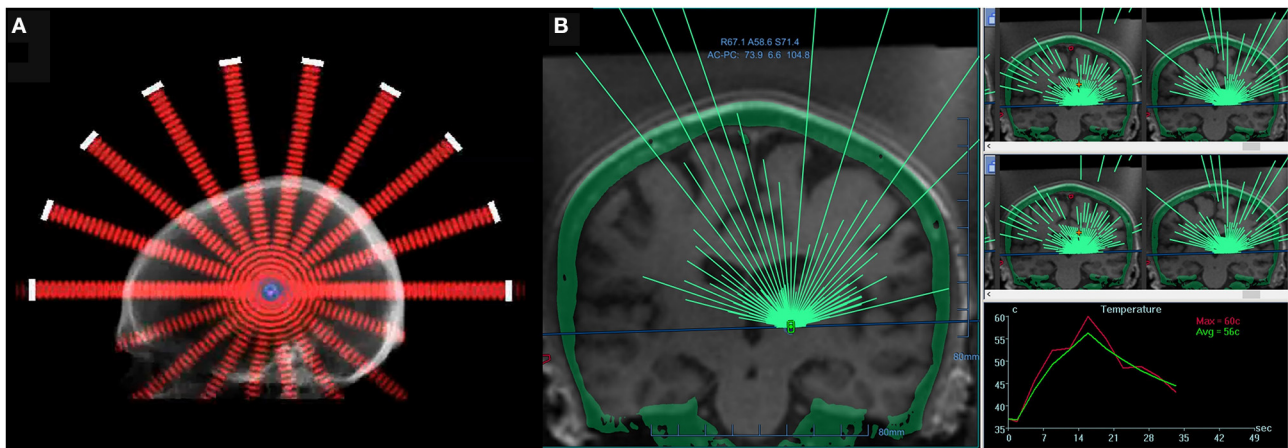 A
B
R67.1 A58.6 S71.4
AC-PC: 73.9 6.6 104.8
80mm
80mm
<
<
c
Temperature
Max = 60c
Avg = 56c
60
55
50
45
40
35
0
7
14
21
28
35
42
49
sec